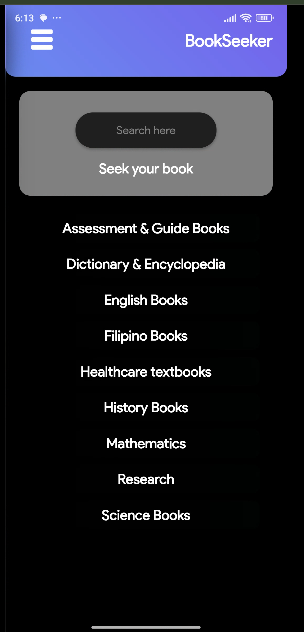 6:13
BookSeeker
Search here
Seek your book
Assessment & Guide Books
Dictionary & Encyclopedia
English Books
Filipino Books
Healthcare textbooks
History Books
Mathematics
Research
Science Books